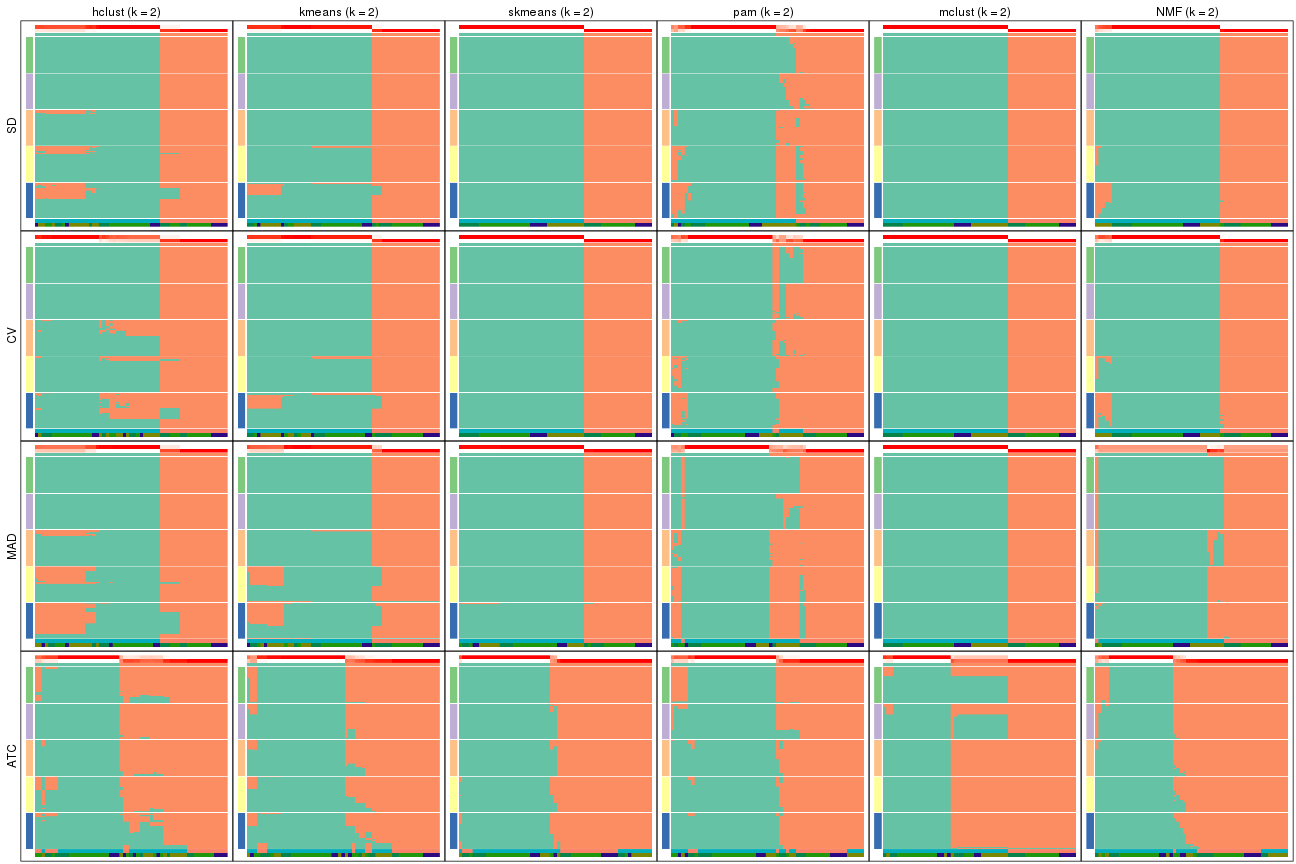 hclust (k = 2)
kmeans (k = 2)
skmeans (k = 2)
pam (k = 2)
mclust (k = 2)
NMF (k = 2)
SD
CV
MAD
ATC